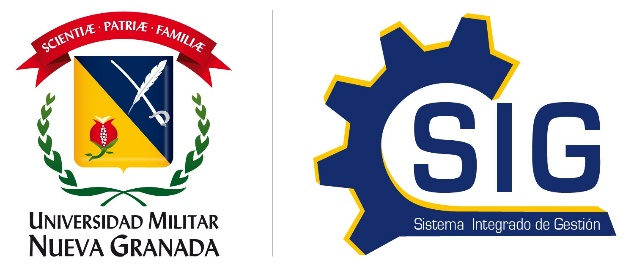 SCIENTIÆ · PATRIÆ · FAMILIÆ
UNIVERSIDAD MILITAR
NUEVA GRANADA
SIG
Sistema Integrado de Gestión